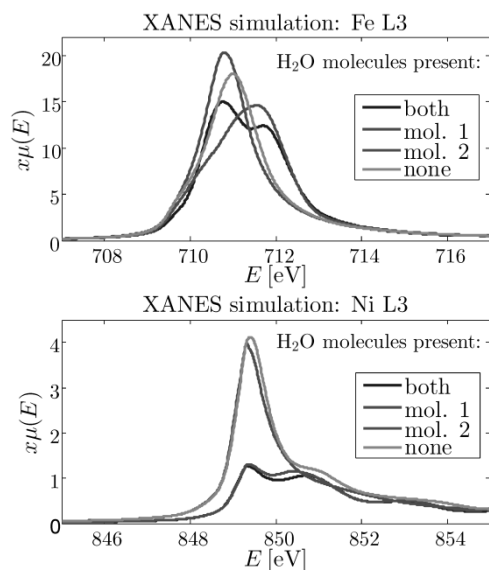 XANES simulation: Fe L3
H₂O molecules present:
both
mol. 1
mol. 2
none
xμ(E)
20
15
10
5
0
708 710 712 714 716
E [eV]
XANES simulation: Ni L3
H₂O molecules present:
both
mol. 1
mol. 2
none
xμ(E)
4
3
2
1
0
846 848 850 852 854
E [eV]